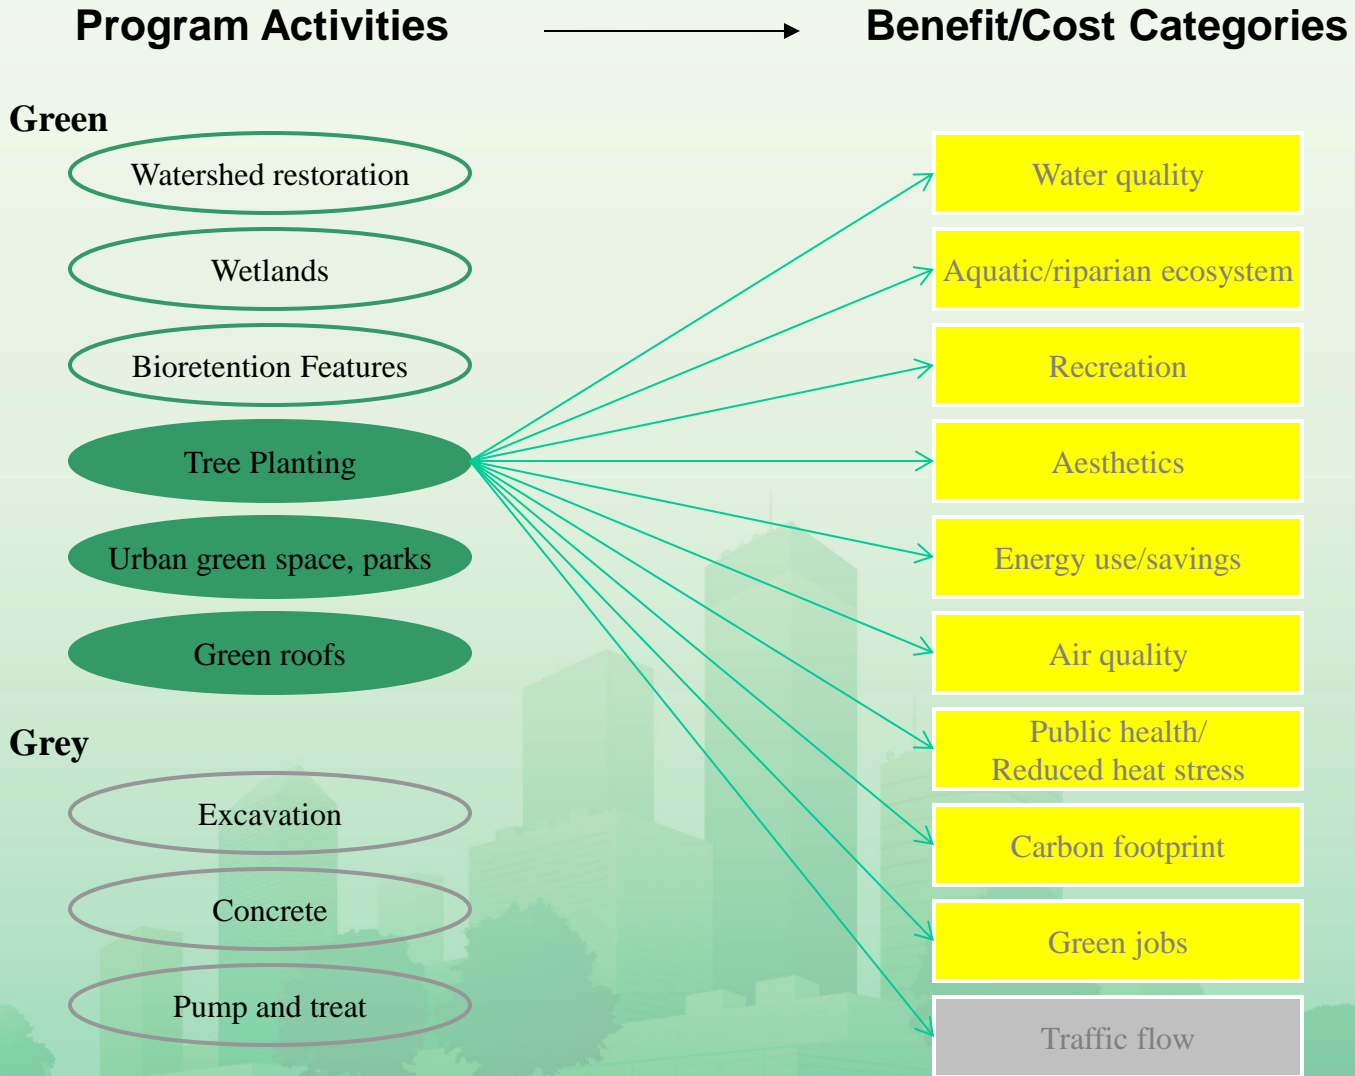 Program Activities
Benefit/Cost Categories
Green
Watershed restoration
Wetlands
Bioretention Features
Tree Planting
Urban green space, parks
Green roofs
Grey
Excavation
Concrete
Pump and treat
Water quality
Aquatic/riparian ecosystem
Recreation
Aesthetics
Energy use/savings
Air quality
Public health/
Reduced heat stress
Carbon footprint
Green jobs
Traffic flow